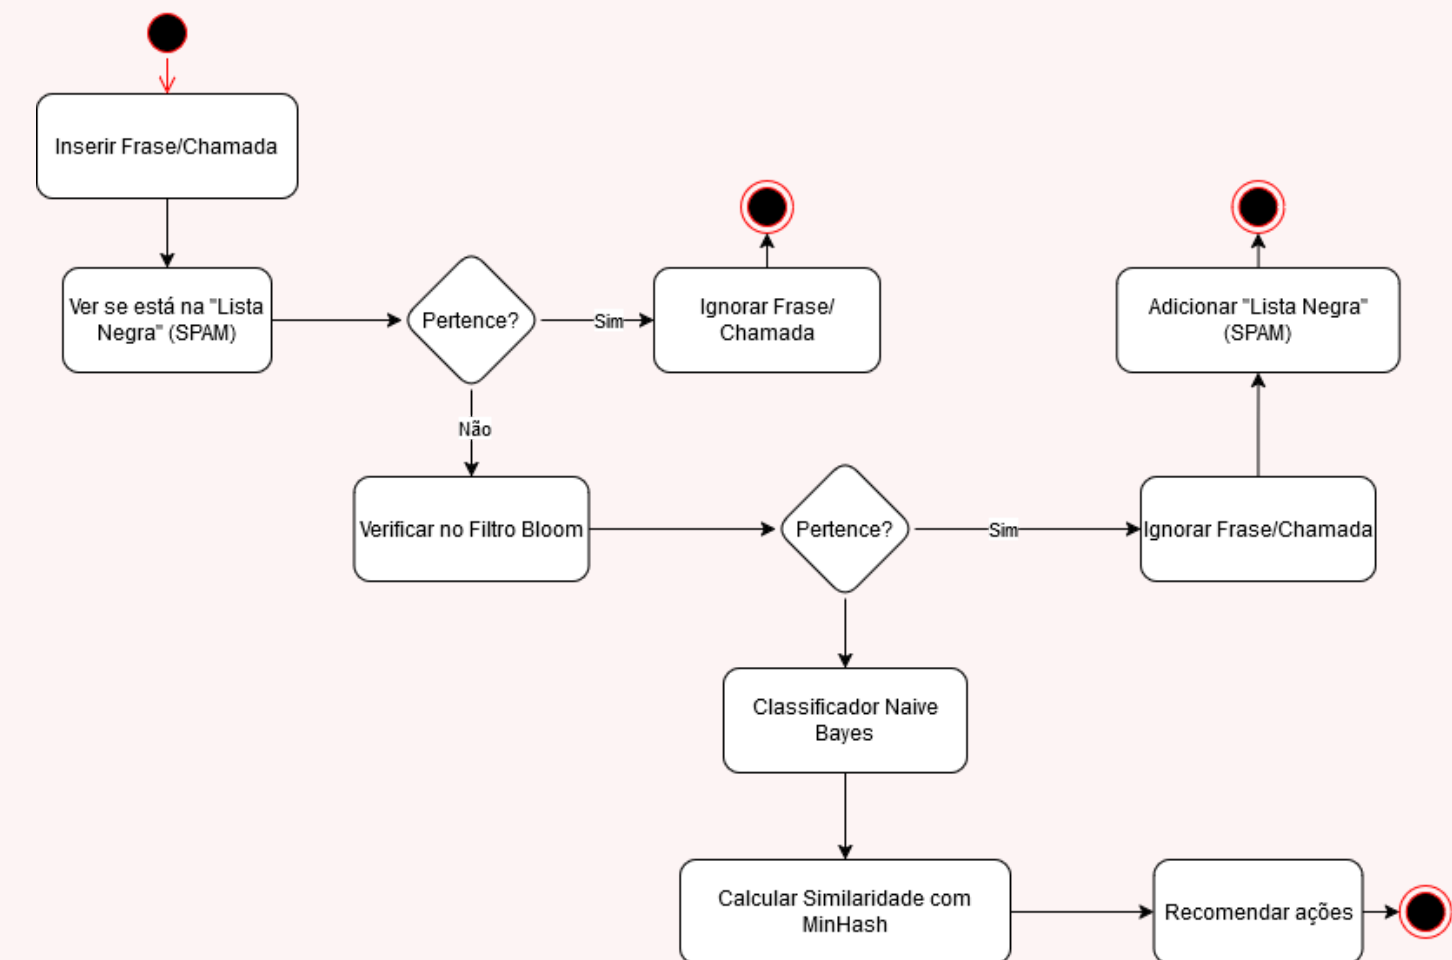 Inserir Frase/Chamada
Ver se está na "Lista
Negra" (SPAM)
Pertence?
Sim
Ignorar Frase/
Chamada
Adicionar "Lista Negra"
(SPAM)
Não
Verificar no Filtro Bloom
Pertence?
Sim
Ignorar Frase/Chamada
Classificador Naive
Bayes
Calcular Similaridade com
MinHash
Recomendar ações